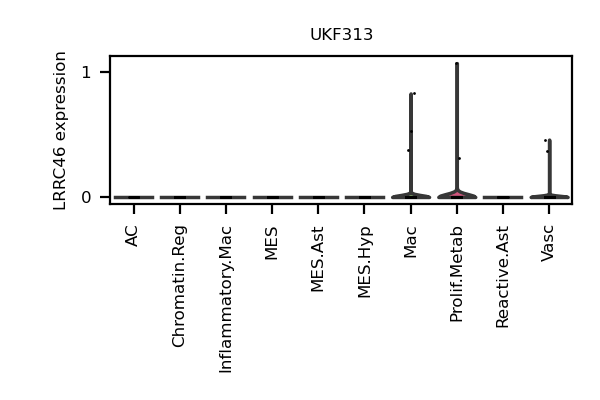 UKF313
LRRC46 expression
1
0
AC
Chromatin.Reg
Inflammatory.Mac
MES
MES.Ast
MES.Hyp
Mac
Prolif.Metab
Reactive.Ast
Vasc